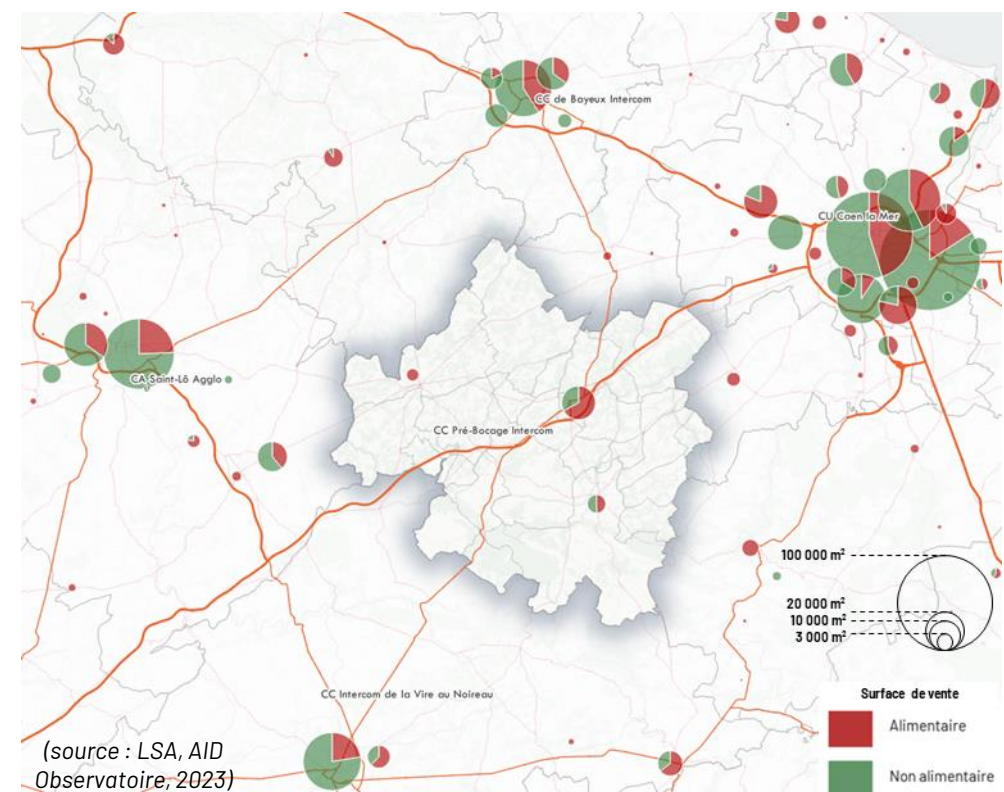 CC de Bayeux Intercom
CU Caen la Mer
CA Saint-Lô Agglo
CC Pré-Bocage Intercom
100 000 m²
20 000 m²
10 000 m²
3 000 m²
CC Intercom de la Vire au Noireau
Surface de vente
Alimentaire
Non alimentaire
(source : LSA, AID
Observatoire, 2023)